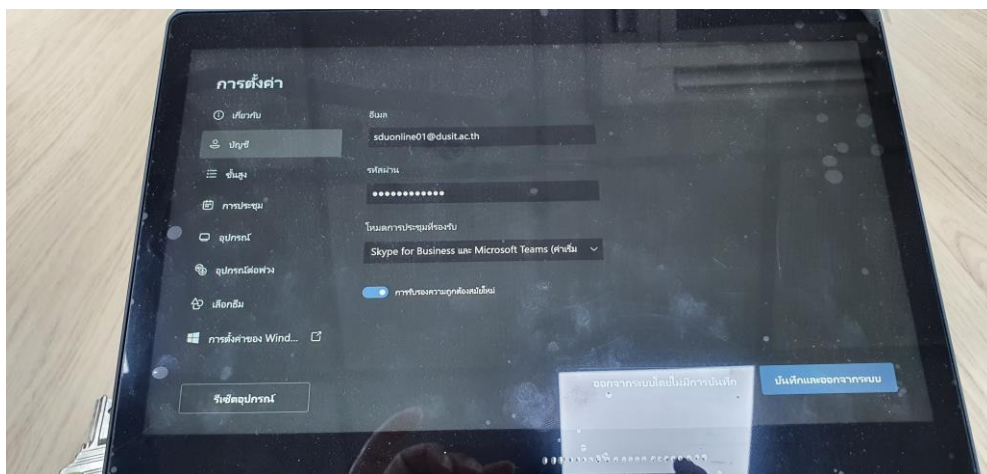 การตั้งค่า
เกี่ยวกับ
บัญชี
ขั้นสูง
การประชุม
อุปกรณ์
อุปกรณ์ต่อพ่วง
เลือกธีม
การตั้งค่าของ Wind...
รีเซ็ตอุปกรณ์
อีเมล
sduonline01@dusit.ac.th
รหัสผ่าน
โหมดการประชุมที่รองรับ
Skype for Business และ Microsoft Teams (ค่าเริ่ม
การรับรองความถูกต้องสมัยใหม่
ออกจากระบบโดยไม่มีการบันทึก
บันทึกและออกจากระบบ